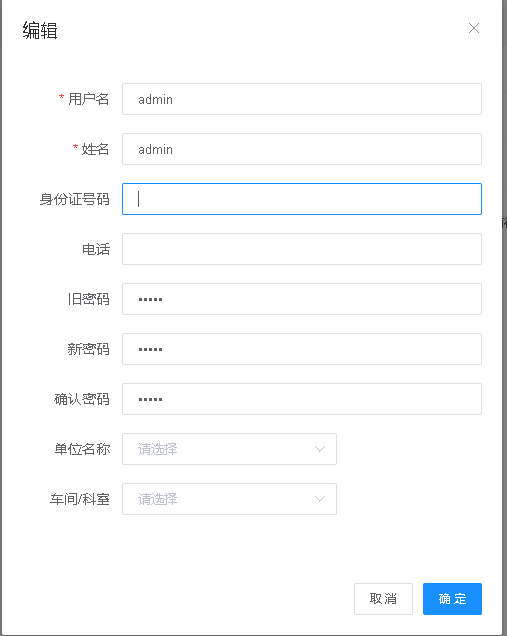 编辑
* 用户名 admin
* 姓名 admin
身份证号码
电话
旧密码 •••••
新密码 •••••
确认密码 •••••
单位名称 请选择
车间/科室 请选择
取消 确定